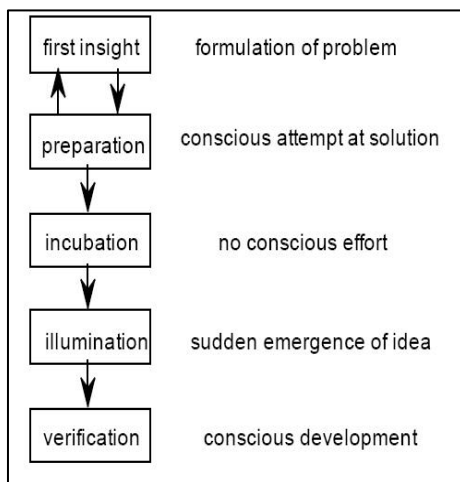 first insight formulation of problem
preparation conscious attempt at solution
incubation no conscious effort
illumination sudden emergence of idea
verification conscious development